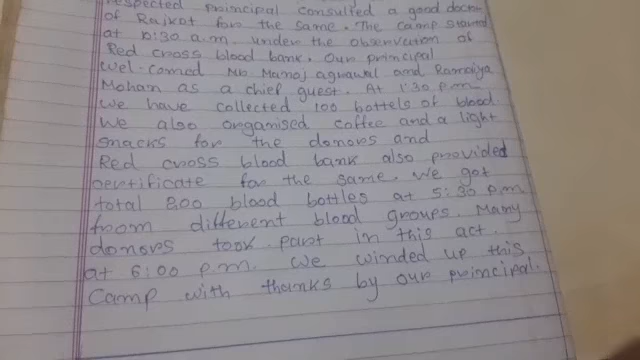 respected principal consulted a good doctor
of Rajkot for the same. The camp started
at 10:30 a.m. under the observation of
Red cross blood bank. Our principal
wel-comed Mr. Manoj agrawal and Ramaiya
Mohan as a chief guest. At 1:30 p.m.
We have collected 100 bottels of blood.
We also organised coffee and a light
snacks for the donors and
Red cross blood bank also provided
certificate for the same. We got
total 200 blood bottles at 5:30 p.m
from different blood groups. Many
donors took part in this act.
at 6:00 p.m. We winded up this
Camp with thanks by our principal.